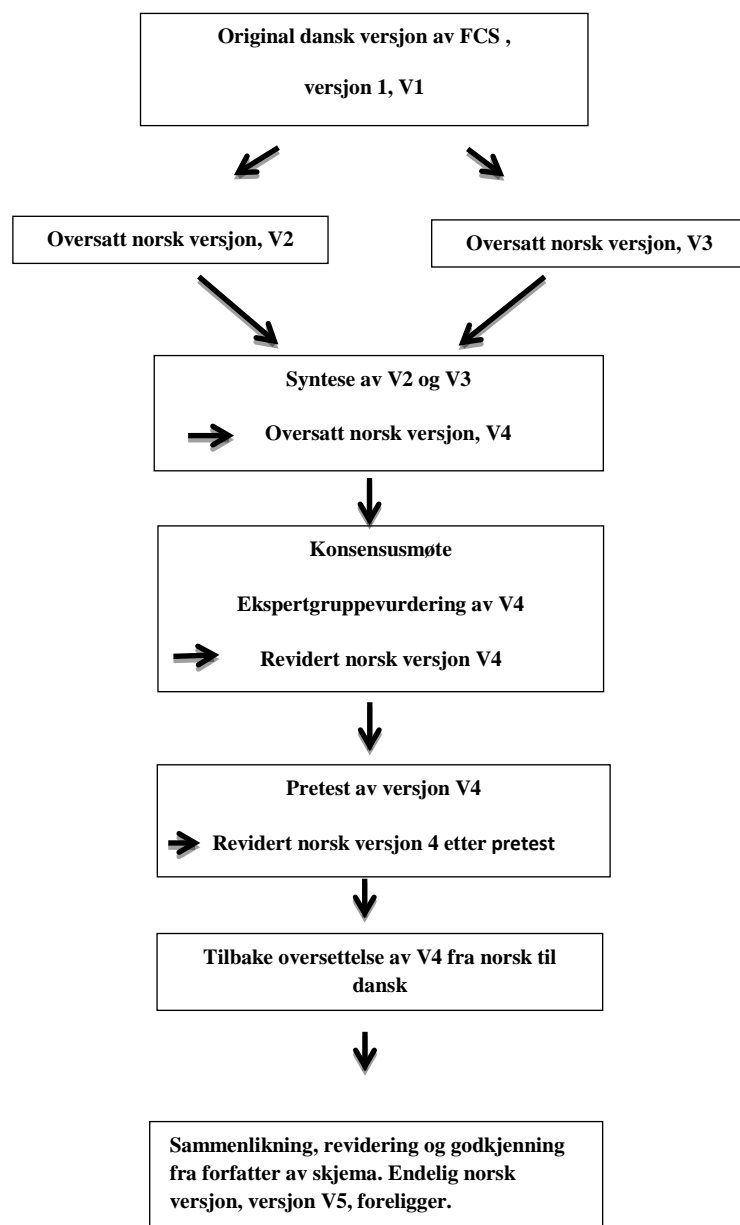 Original dansk versjon av FCS ,
versjon 1, V1
Oversatt norsk versjon, V2
Oversatt norsk versjon, V3
Syntese av V2 og V3
Oversatt norsk versjon, V4
Konsensusmøte
Ekspertgruppevurdering av V4
Revidert norsk versjon V4
Pretest av versjon V4
Revidert norsk versjon 4 etter pretest
Tilbake oversettelse av V4 fra norsk til
dansk
Sammenlikning, revidering og godkjenning
fra forfatter av skjema. Endelig norsk
versjon, versjon V5, foreligger.